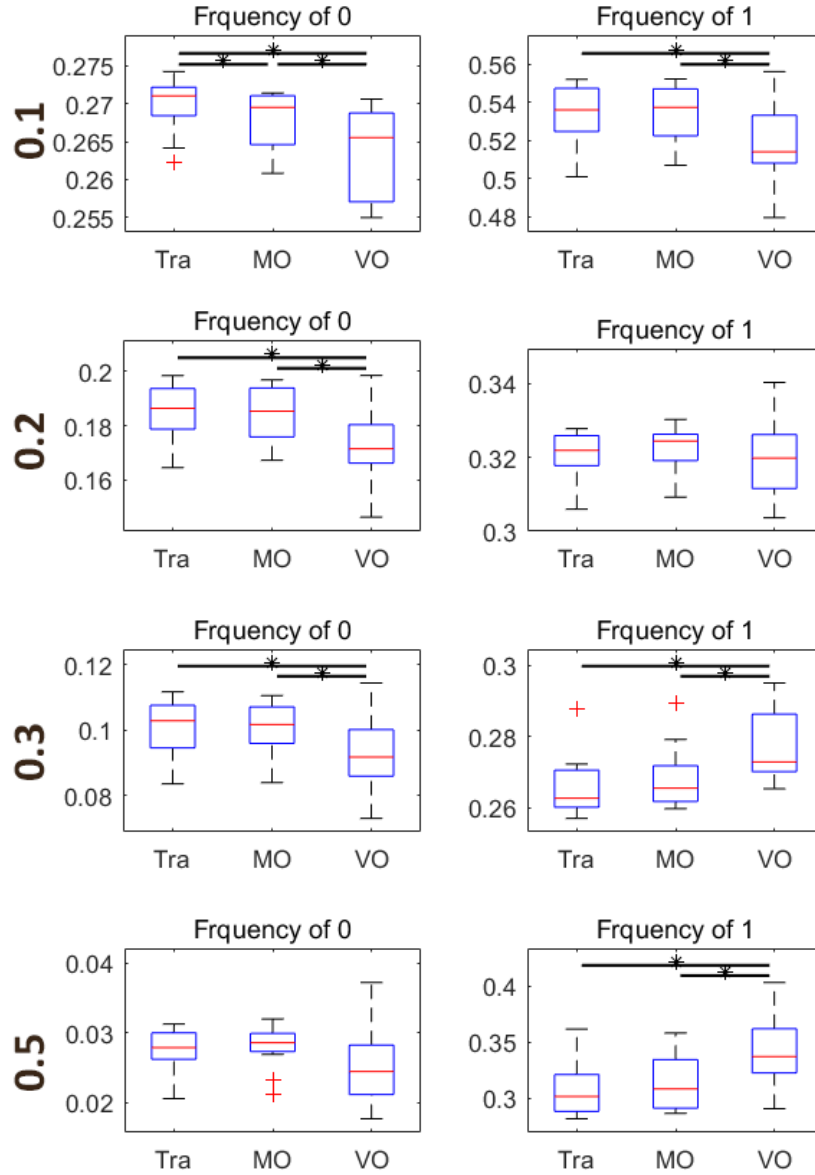 Frquency of 0
Frquency of 1
0.1
0.275
0.27
0.265
0.26
0.255
Tra MO VO
0.56
0.54
0.52
0.5
0.48
Tra MO VO
Frquency of 0
Frquency of 1
0.2
0.2
0.18
0.16
Tra MO VO
0.34
0.32
0.3
Tra MO VO
Frquency of 0
Frquency of 1
0.3
0.12
0.1
0.08
Tra MO VO
0.3
0.28
0.26
Tra MO VO
Frquency of 0
Frquency of 1
0.5
0.04
0.03
0.02
Tra MO VO
0.4
0.35
0.3
Tra MO VO